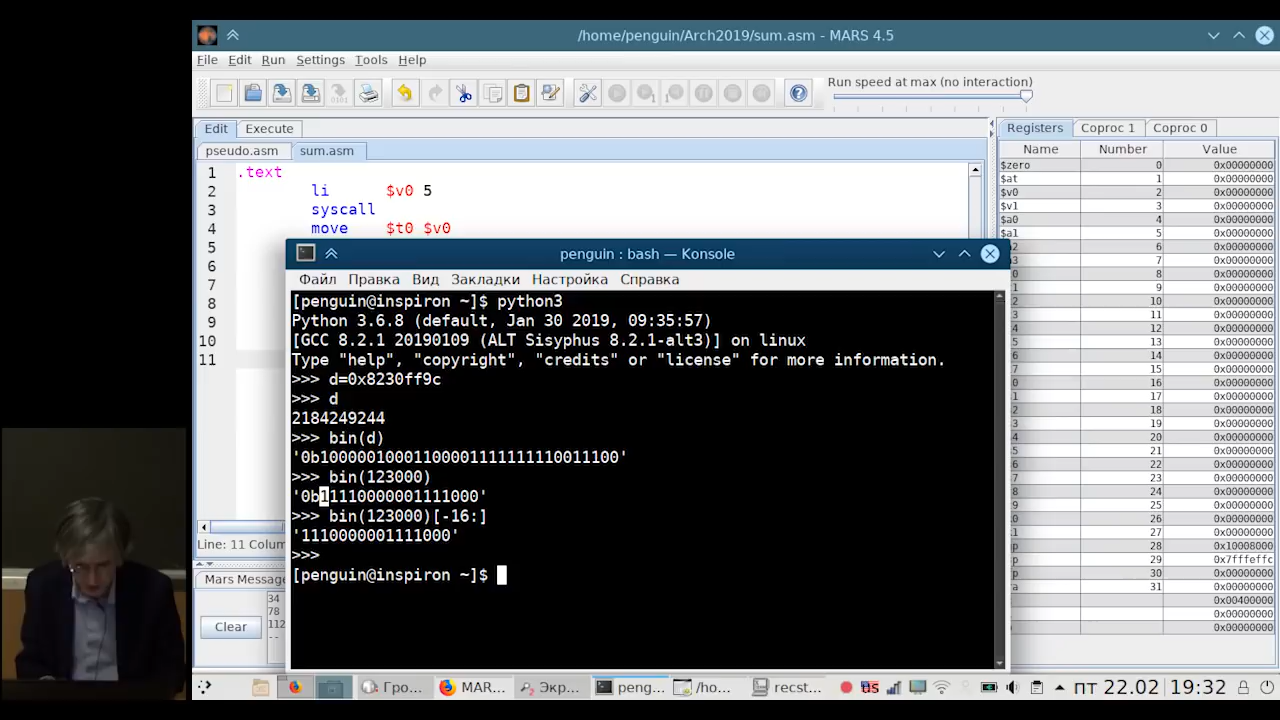 /home/penguin/Arch2019/sum.asm - MARS 4.5
File Edit Run Settings Tools Help
Run speed at max (no interaction)
Edit Execute
pseudo.asm sum.asm
1 .text
2 li $v0 5
3 syscall
4 move $t0 $v0
5
6
7
8
9
10
11
Line: 11 Colum
Mars Messag
34
78
112
--
Clear
Registers Coproc 1 Coproc 0
Name Number Value
$zero 0 0x00000000
$at 1 0x00000000
$v0 2 0x00000000
$v1 3 0x00000000
$a0 4 0x00000000
$a1 5 0x00000000
6 0x00000000
7 0x00000000
8 0x00000000
9 0x00000000
10 0x00000000
11 0x00000000
12 0x00000000
13 0x00000000
14 0x00000000
15 0x00000000
16 0x00000000
17 0x00000000
18 0x00000000
19 0x00000000
20 0x00000000
21 0x00000000
22 0x00000000
23 0x00000000
24 0x00000000
25 0x00000000
26 0x00000000
27 0x00000000
28 0x10008000
29 0x7fffeffc
30 0x00000000
31 0x00000000
0x00400000
0x00000000
0x00000000
penguin : bash — Konsole
Файл Правка Вид Закладки Настройка Справка
[penguin@inspiron ~]$ python3
Python 3.6.8 (default, Jan 30 2019, 09:35:57)
[GCC 8.2.1 20190109 (ALT Sisyphus 8.2.1-alt3)] on linux
Type "help", "copyright", "credits" or "license" for more information.
>>> d=0x8230ff9c
>>> d
2184249244
>>> bin(d)
'0b10000010001100001111111110011100'
>>> bin(123000)
'0b11110000001111000'
>>> bin(123000)[-16:]
'1110000001111000'
>>>
[penguin@inspiron ~]$
Гро... MAR... Экр... peng... /ho... recst... us пт 22.02 19:32